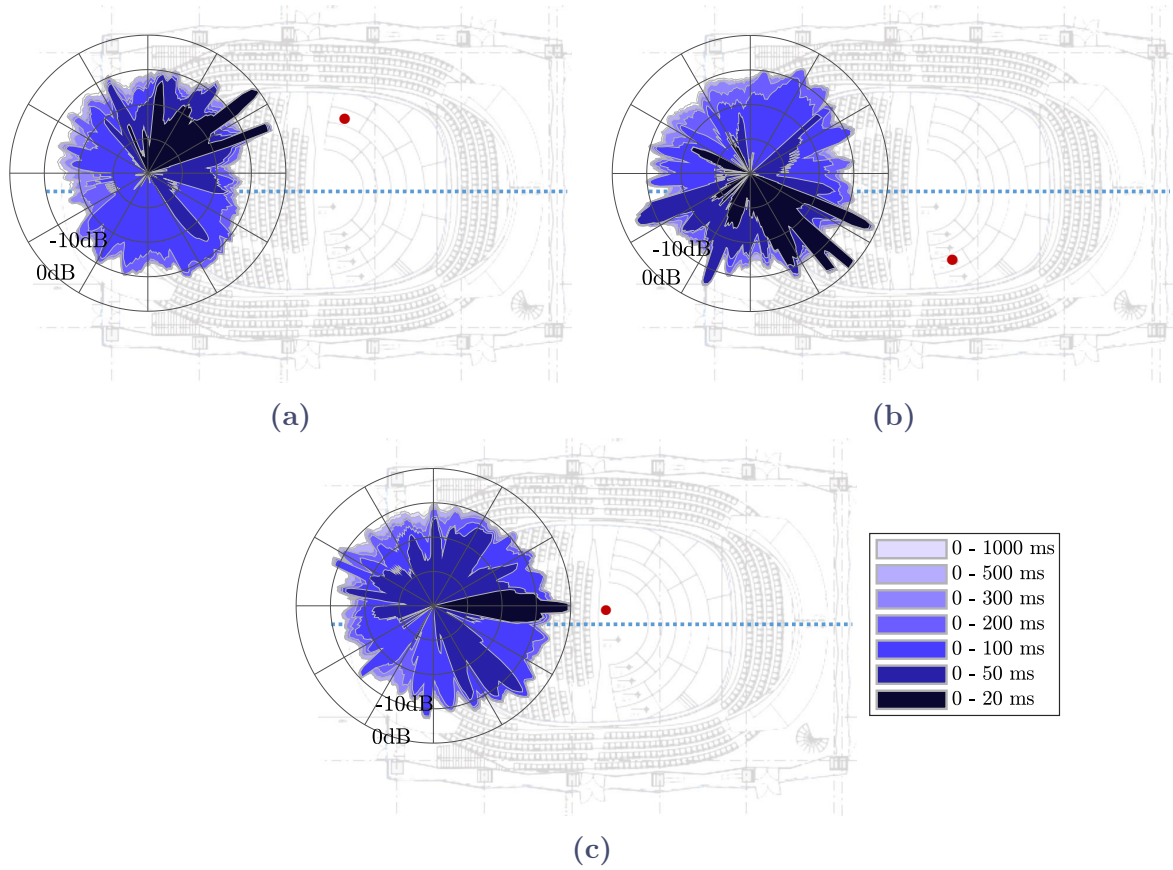 -10dB
0dB
-10dB
0dB
(a)
(b)
-10dB
0dB
0 - 1000 ms
0 - 500 ms
0 - 300 ms
0 - 200 ms
0 - 100 ms
0 - 50 ms
0 - 20 ms
(c)